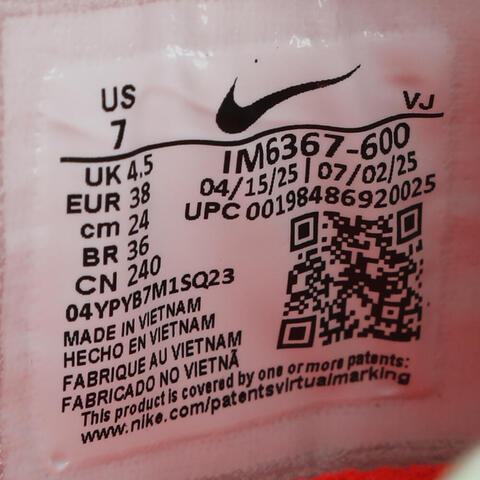 US
7
VJ
UK 4.5
EUR 38
cm 24
BR 36
CN 240
IM6367-600
04/15/25 | 07/02/25
UPC 00198486920025
04YPYB7M1SQ23
MADE IN VIETNAM
HECHO EN VIETNAM
FABRIQUE AU VIETNAM
FABRICADO NO VIETNÃ
This product is covered by one or more patents:
www.nike.com/patentsvirtualmarking